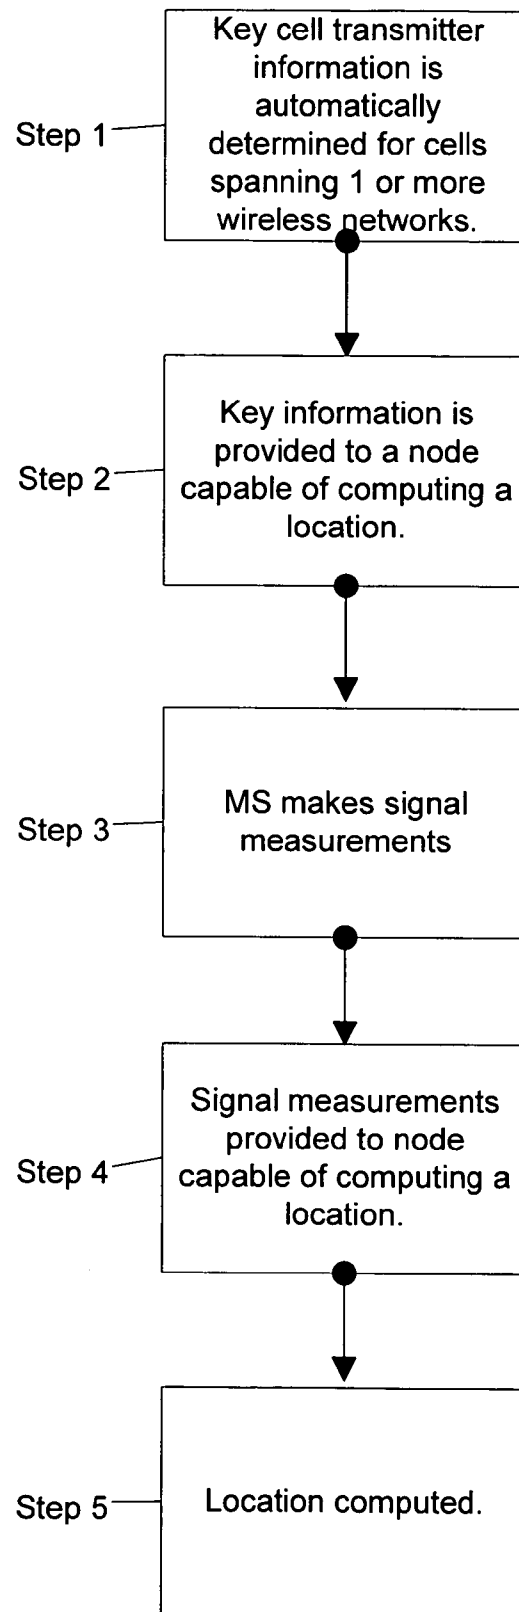 Key cell transmitter
information is
automatically
Step 1
determined for cells
spanning 1 or more
wireless networks.
Key information is
provided to a node
Step 2
capable of computing a
location.
MS makes signal
Step 3
measurements
Signal measurements
provided to node
Step 4
capable of computing a
location.
Step 5
Location computed.